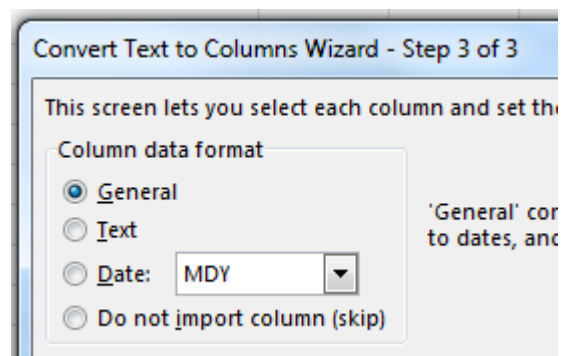 Convert Text to Columns Wizard - Step 3 of 3
This screen lets you select each column and set the
Column data format
General
Text
Date: MDY
Do not import column (skip)
'General'
to dates, and